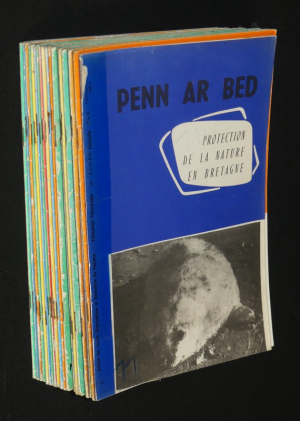 PENN AR BED
PROTECTION
DE LA NATURE
EN BRETAGNE